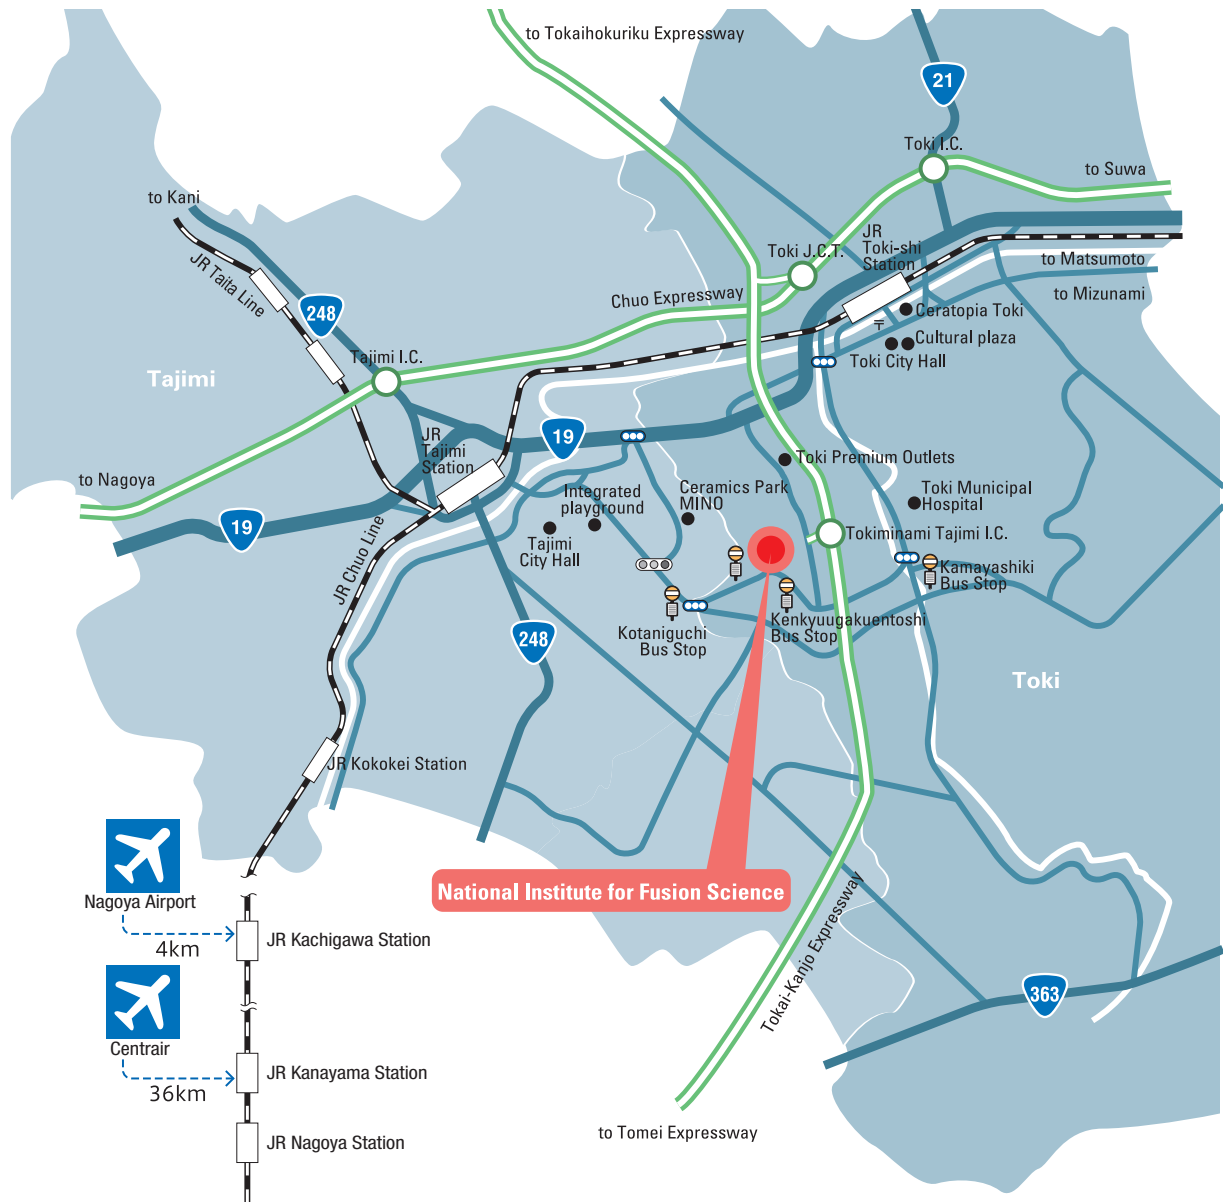 to Tokaihokuriku Expressway
21
Toki I.C.
to Suwa
to Kani
JR
Toki-shi
Station
Toki J.C.T.
to Matsumoto
JR Taita Line
to Mizunami
Chuo Expressway
248
〒
Ceratopia Toki
Cultural plaza
Tajimi I.C.
Toki City Hall
Tajimi
19
JR
Tajimi
Station
Toki Premium Outlets
to Nagoya
Integrated
playground
Ceramics Park
MINO
Toki Municipal
Hospital
19
Tajimi
City Hall
Tokiminami Tajimi I.C.
JR Chuo Line
Kamayashiki
Bus Stop
248
Kotaniguchi
Bus Stop
Kenkyuugakuentoshi
Bus Stop
Toki
JR Kokokei Station
National Institute for Fusion Science
Nagoya Airport
4km
JR Kachigawa Station
Tokai-Kanjo Expressway
363
Centrair
36km
JR Kanayama Station
JR Nagoya Station
to Tomei Expressway